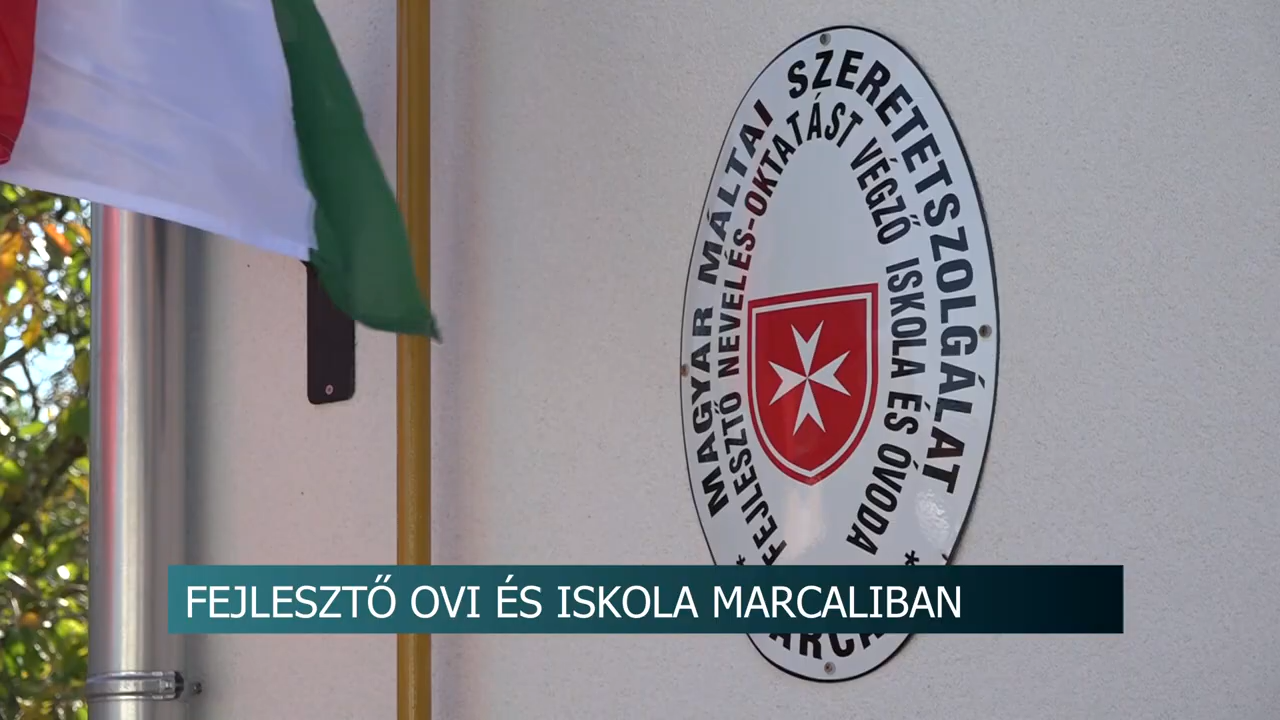 MAGYAR MÁLTAI SZERETETSZOLGÁLAT
FEJLESZTŐ NEVELÉS-OKTATÁST VÉGZŐ ISKOLA ÉS ÓVODA
FEJLESZTŐ OVI ÉS ISKOLA MARCALIBAN